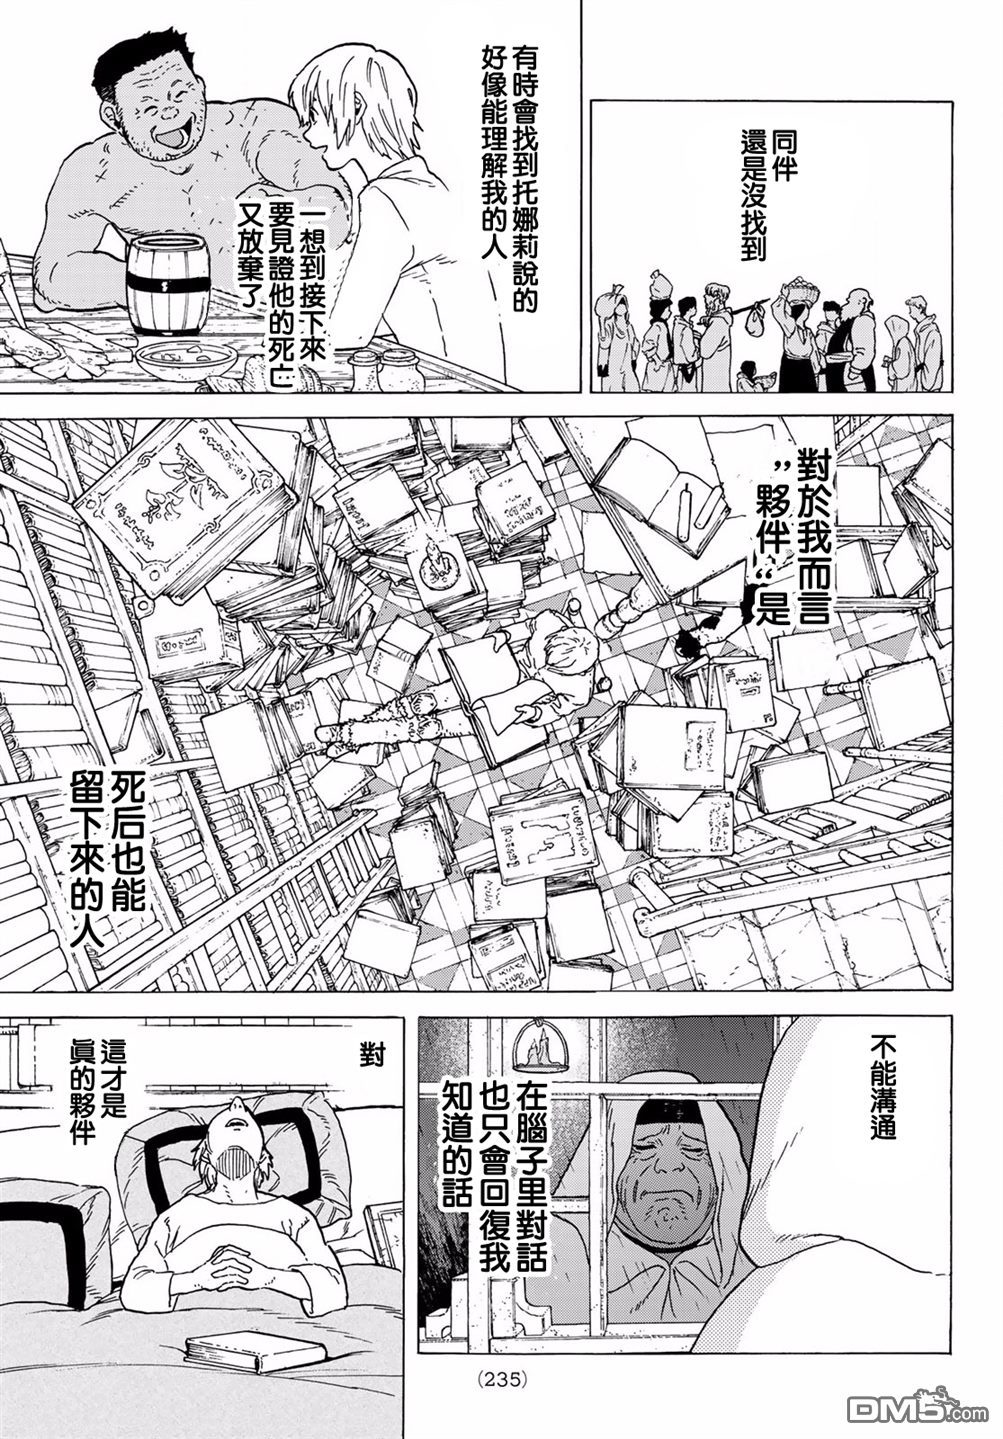 同伴
還是沒找到
有時會找到托娜莉說的
好像能理解我的人
一想到接下來
要見證他的死亡…
又放棄了
對於我而言
”夥伴“是
死后也能
留下來的人
不能溝通
在腦子里對話
也只會回復我
知道的話
對
這才是
眞的夥伴
(235)
DM5.com